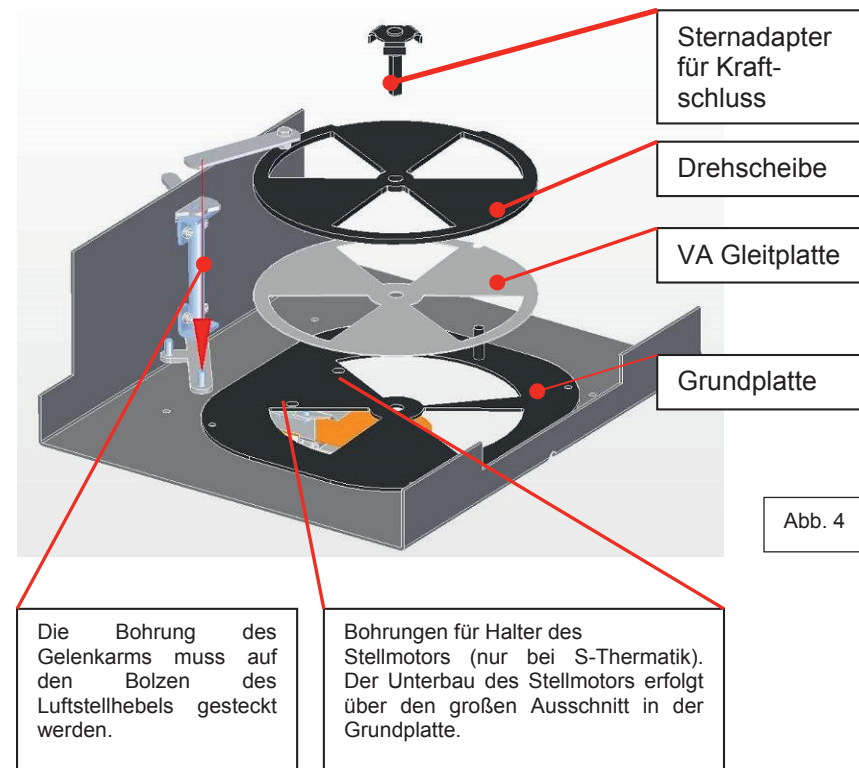 Sternadapter
für Kraft-
schluss
Drehscheibe
VA Gleitplatte
Grundplatte
Abb. 4
Die Bohrung des
Gelenkarms muss auf
den Bolzen des
Luftstellhebels gesteckt
werden.
Bohrungen für Halter des
Stellmotors (nur bei S-Thermatik).
Der Unterbau des Stellmotors erfolgt
über den großen Ausschnitt in der
Grundplatte.